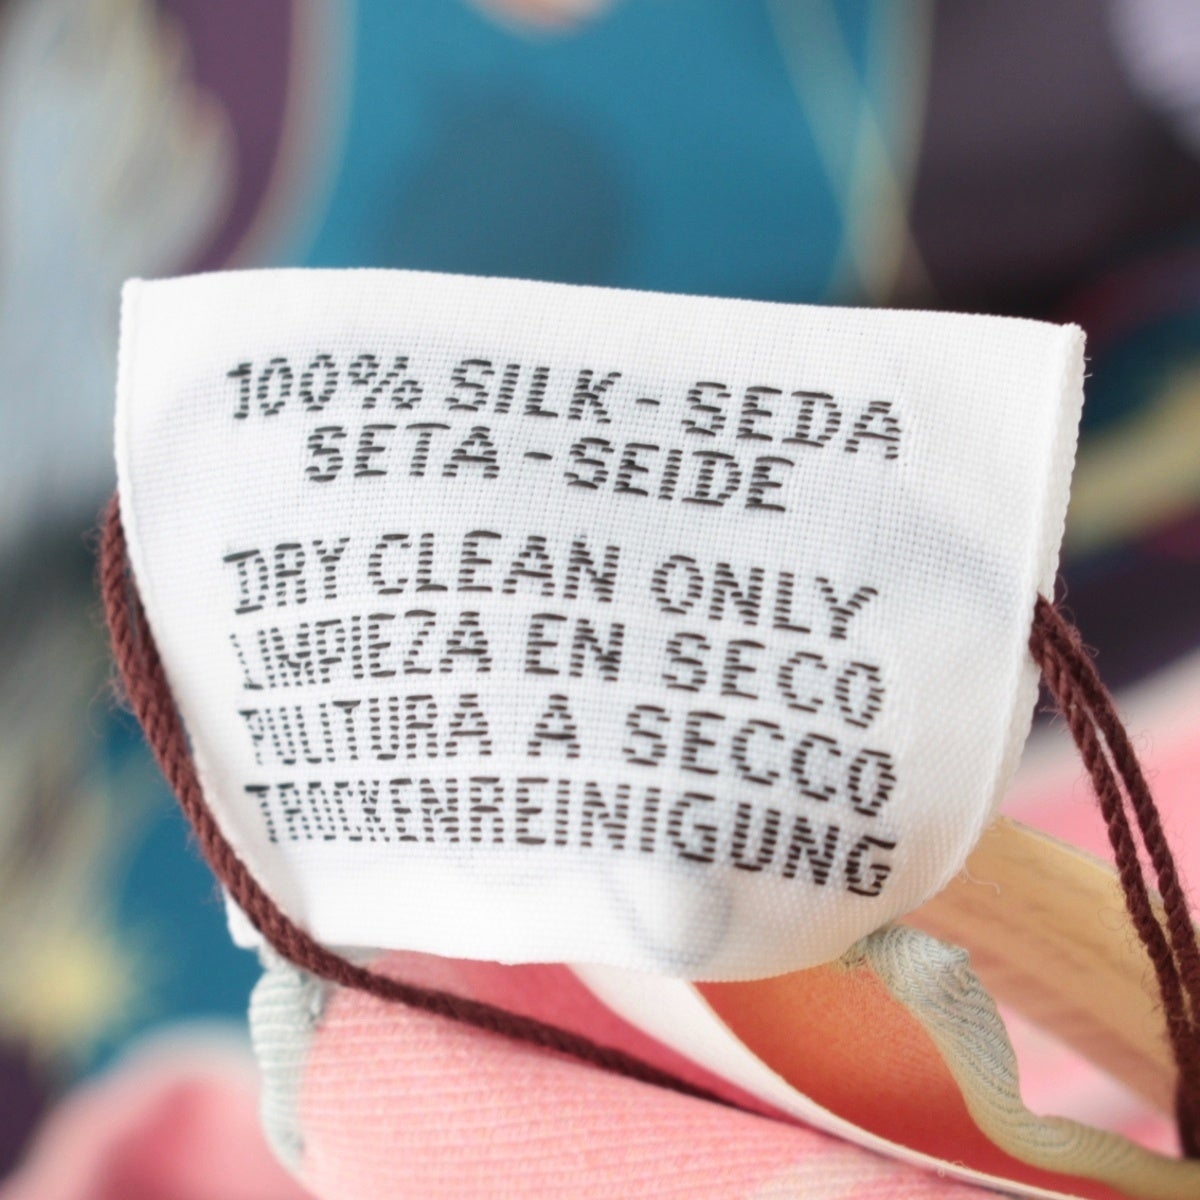 100% SILK - SEDA
SETA - SEIDE
DRY CLEAN ONLY
LIMPIEZA EN SECO
PULITURA A SECCO
TROCKENREINIGUNG